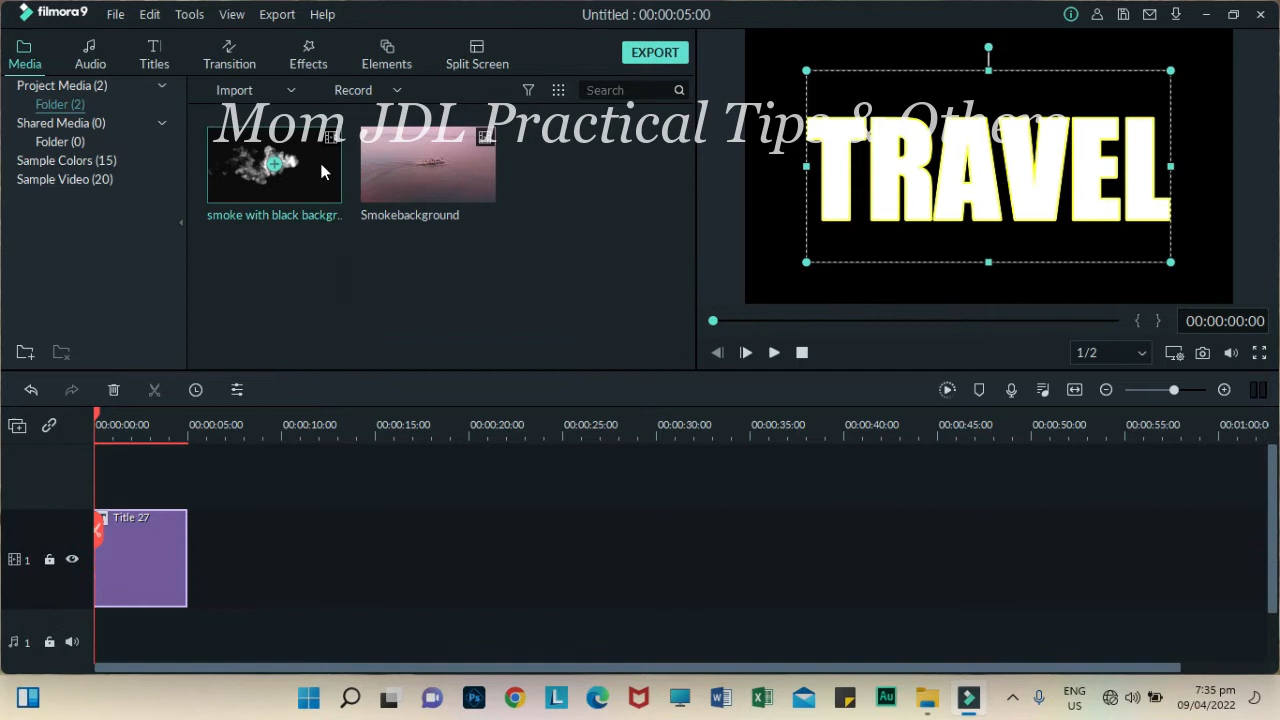 filmora9 File Edit Tools View Export Help Untitled : 00:00:05:00
Media Audio Titles Transition Effects Elements Split Screen EXPORT
Project Media (2)
Folder (2)
Shared Media (0)
Folder (0)
Sample Colors (15)
Sample Video (20)
Import Record Search
Mom JDL Practical Tips & Others
smoke with black backgr.. Smokebackground
TRAVEL
{ } 00:00:00:00
1/2
00:00:00:00 00:00:05:00 00:00:10:00 00:00:15:00 00:00:20:00 00:00:25:00 00:00:30:00 00:00:35:00 00:00:40:00 00:00:45:00 00:00:50:00 00:00:55:00 00:01:00:0
Title 27
1
1
Ps L W X Au
ENG
US
7:35 pm
09/04/2022